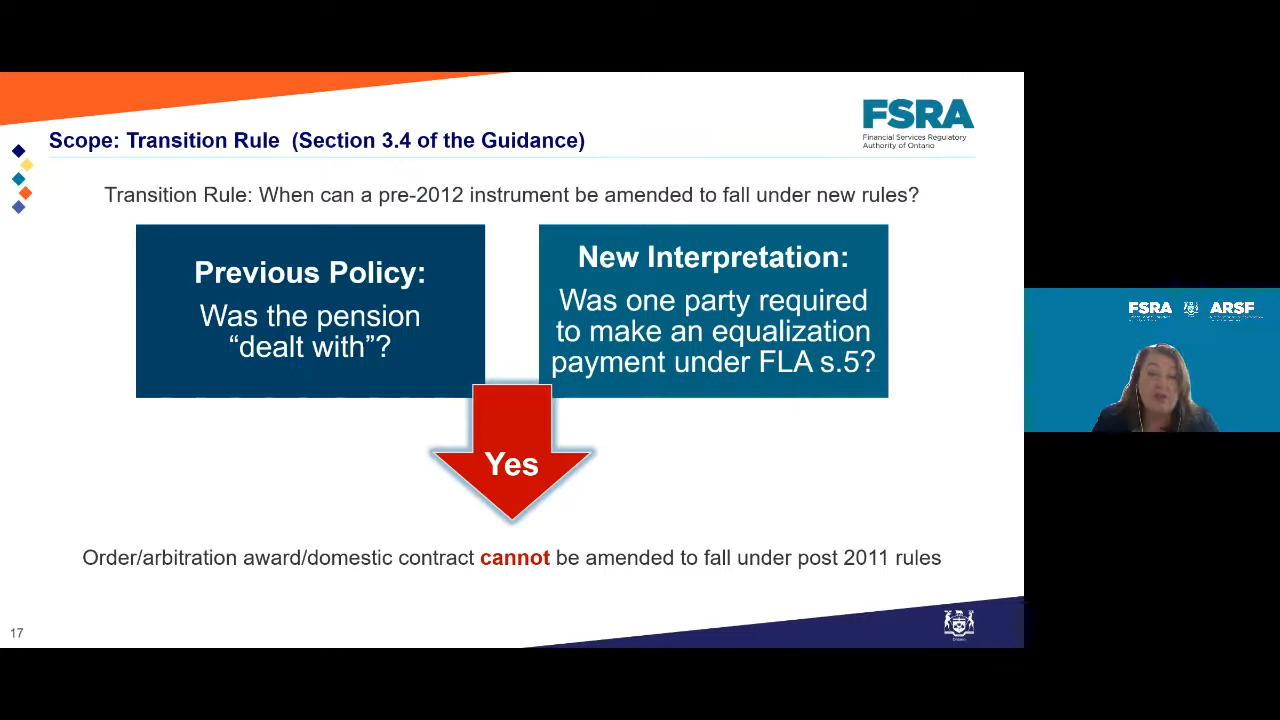 Scope: Transition Rule (Section 3.4 of the Guidance)
FSRA
Financial Services Regulatory
Authority of Ontario
Transition Rule: When can a pre-2012 instrument be amended to fall under new rules?
Previous Policy:
Was the pension
“dealt with”?
New Interpretation:
Was one party required
to make an equalization
payment under FLA s.5?
Yes
Order/arbitration award/domestic contract cannot be amended to fall under post 2011 rules
17
Ontario
FSRA ARSF